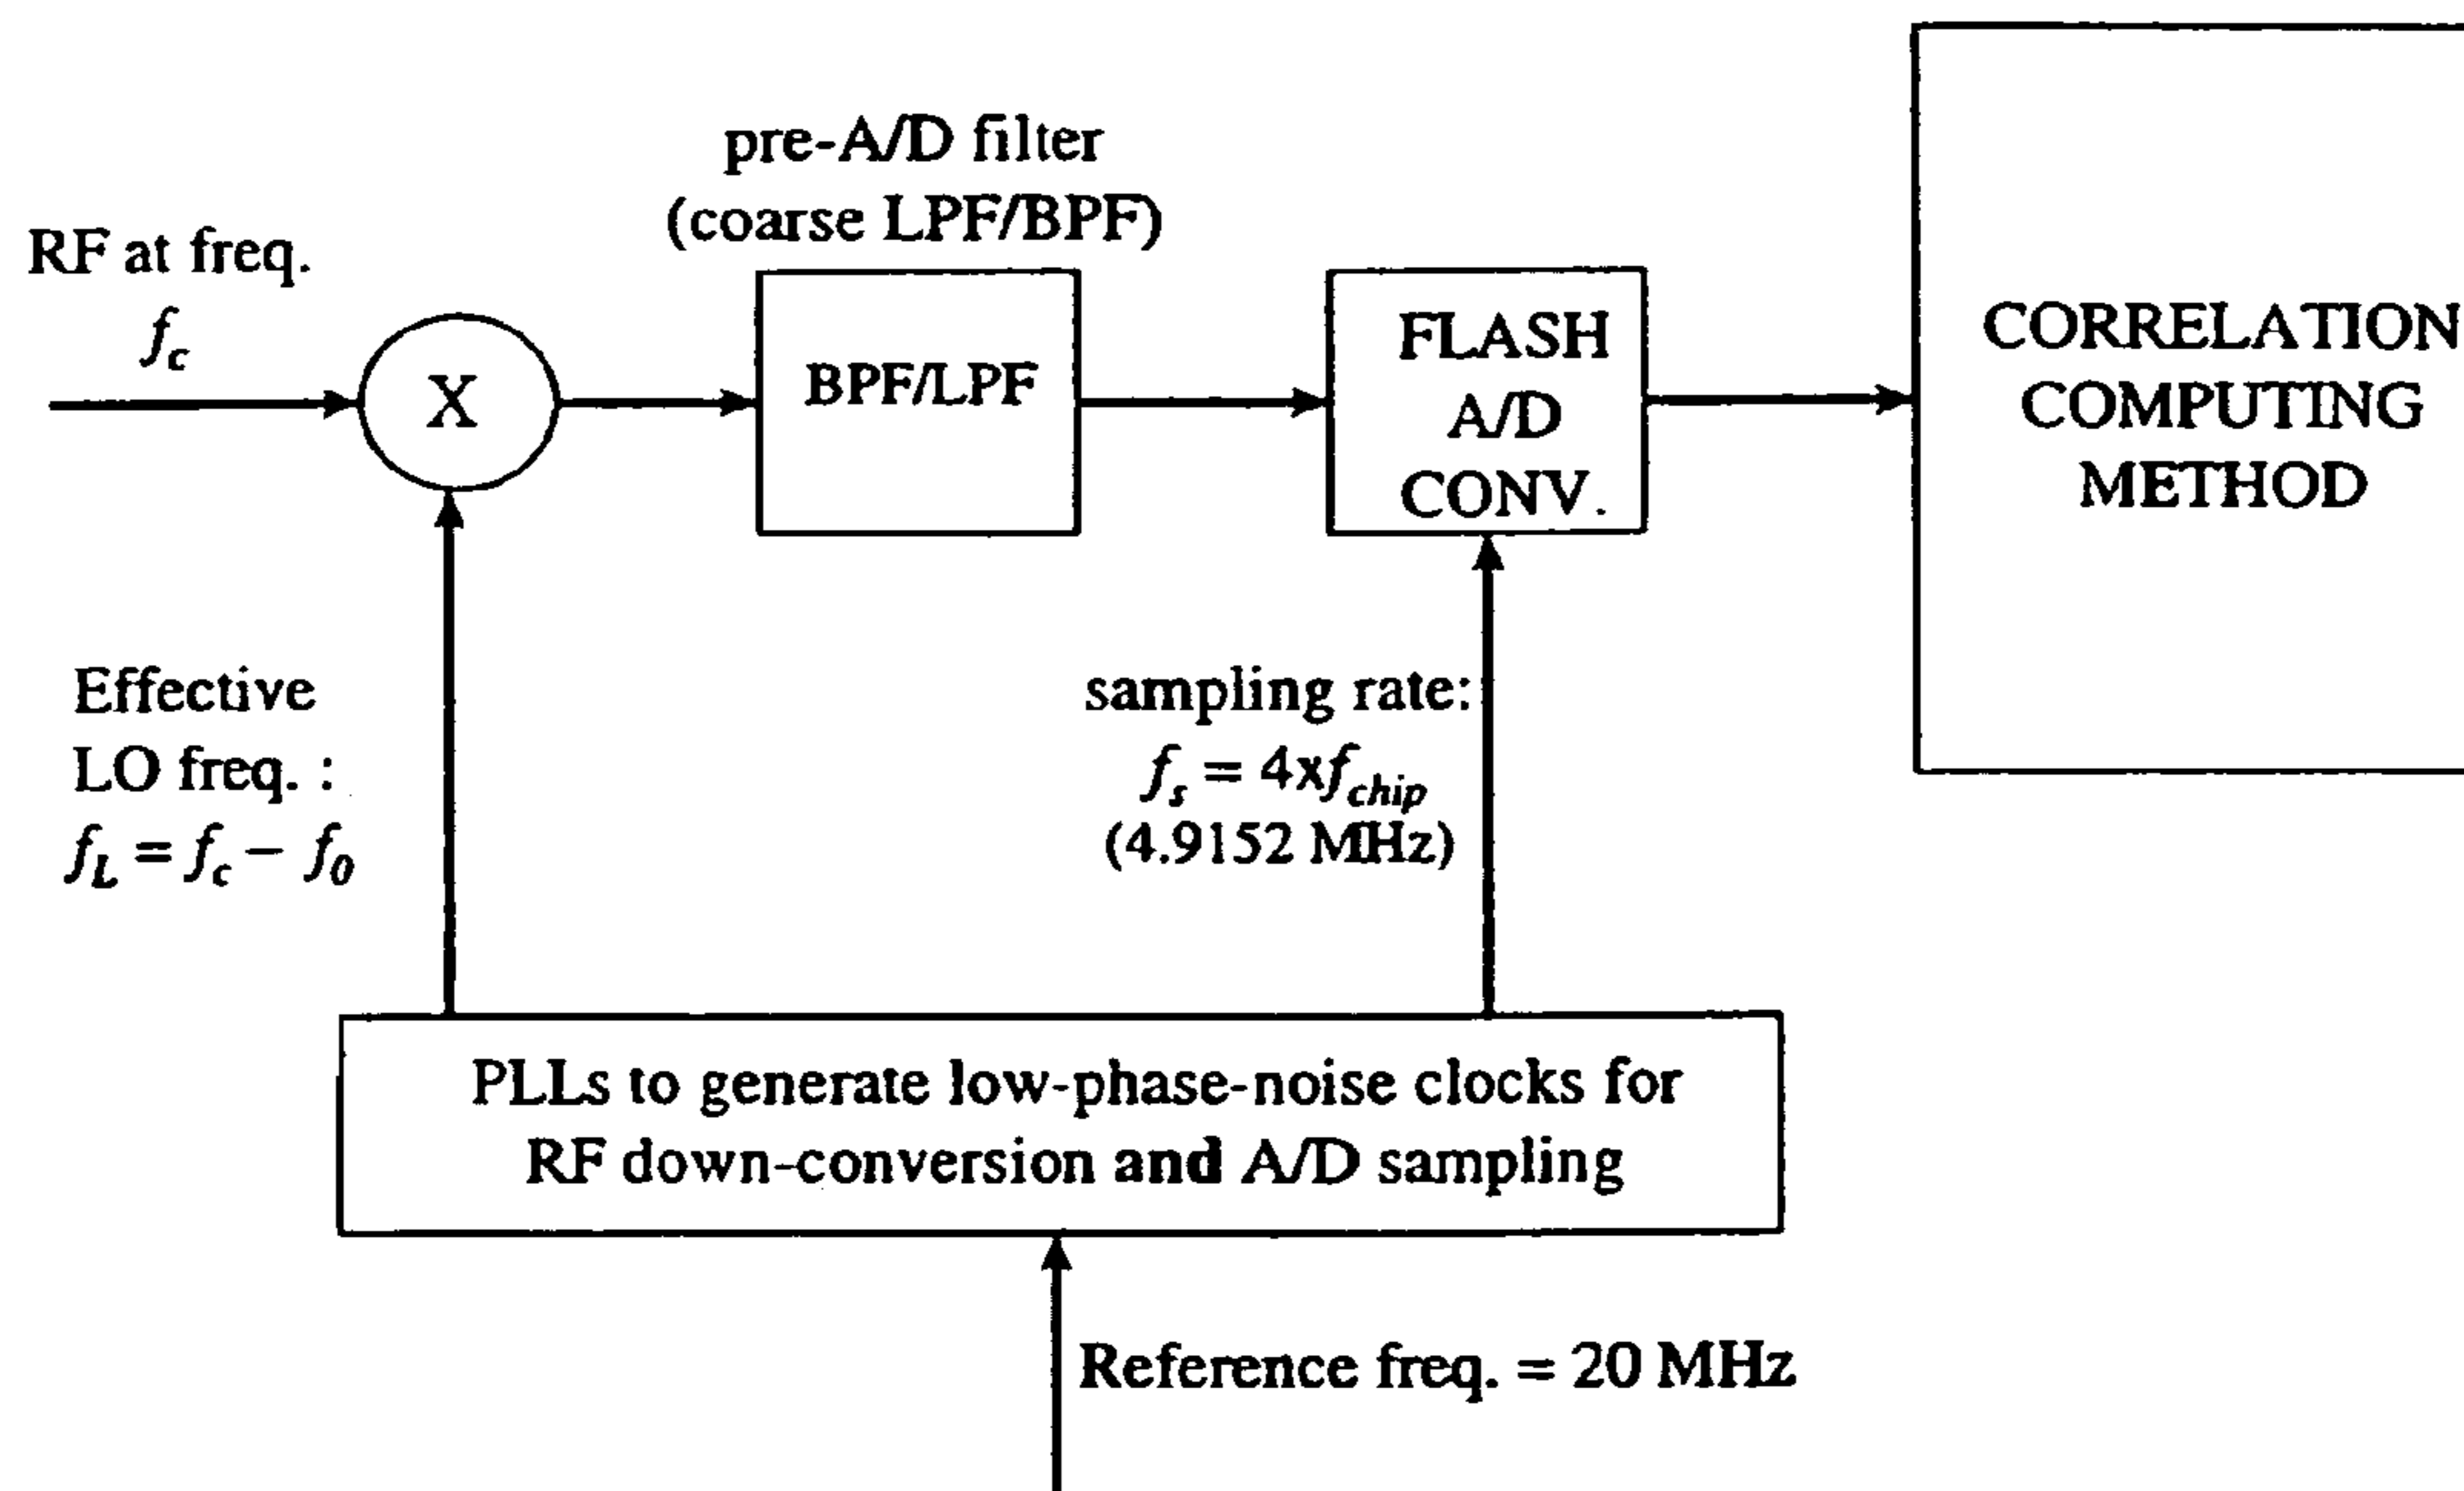 pre-A/D filter
(coarse LPF/BPF)
RF at freq.
f_c
X
BPF/LPF
FLASH
A/D
CONV.
CORRELATION
COMPUTING
METHOD
Effective
LO freq. :
f_L = f_c − f_0
sampling rate:
f_s = 4xf_chip
(4.9152 MHz)
PLLs to generate low-phase-noise clocks for
RF down-conversion and A/D sampling
Reference freq. = 20 MHz